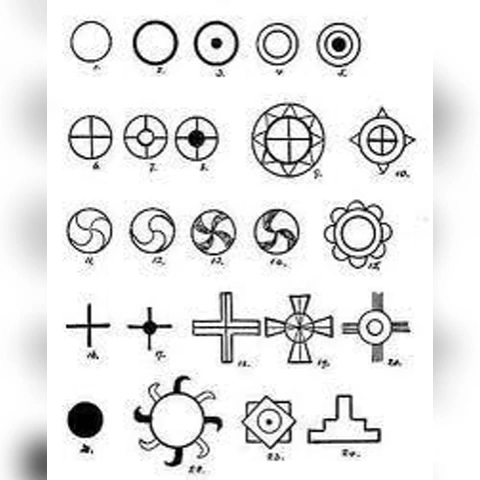 1. 2. 3. 4. 5.
6. 7. 8. 9. 10.
11. 12. 13. 14. 15.
16. 17. 18. 19. 20.
21. 22. 23. 24.